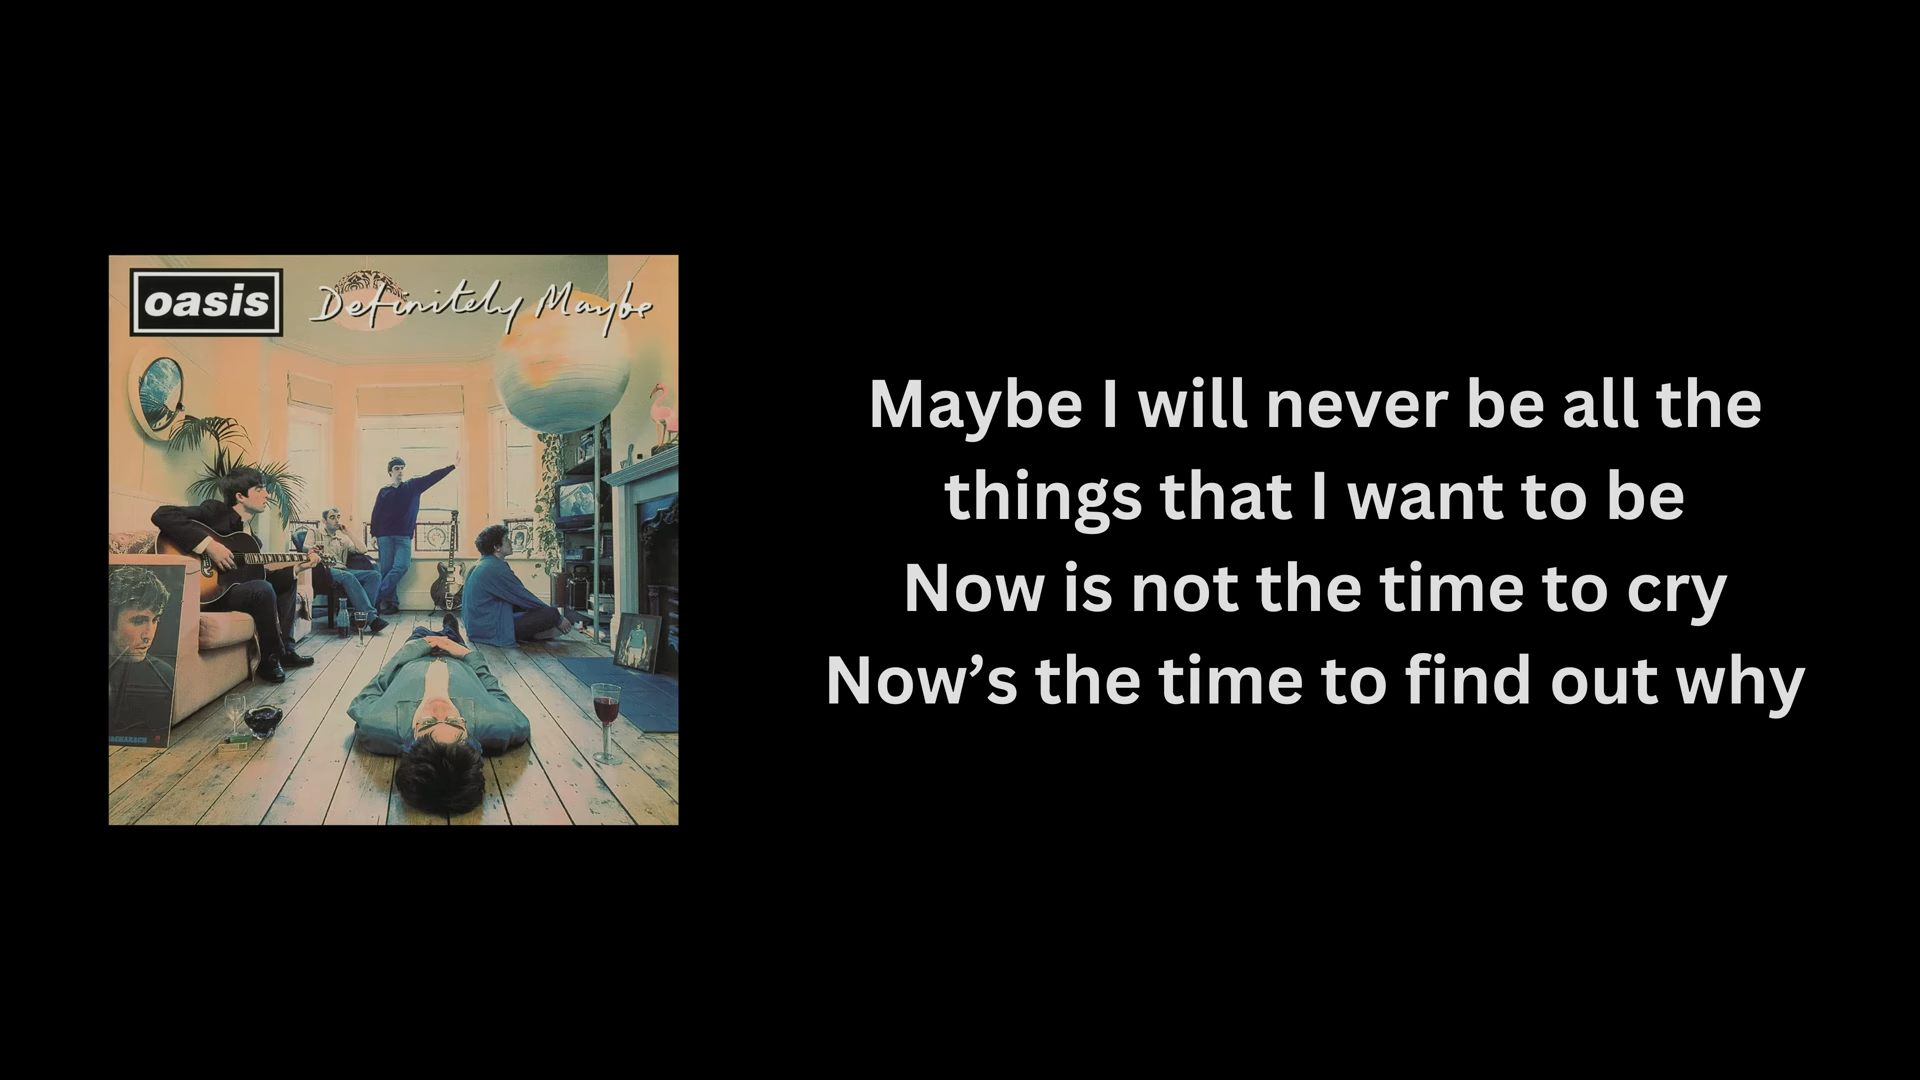 oasis
Definitely Maybe
Maybe I will never be all the
things that I want to be
Now is not the time to cry
Now’s the time to find out why
BACHARACH